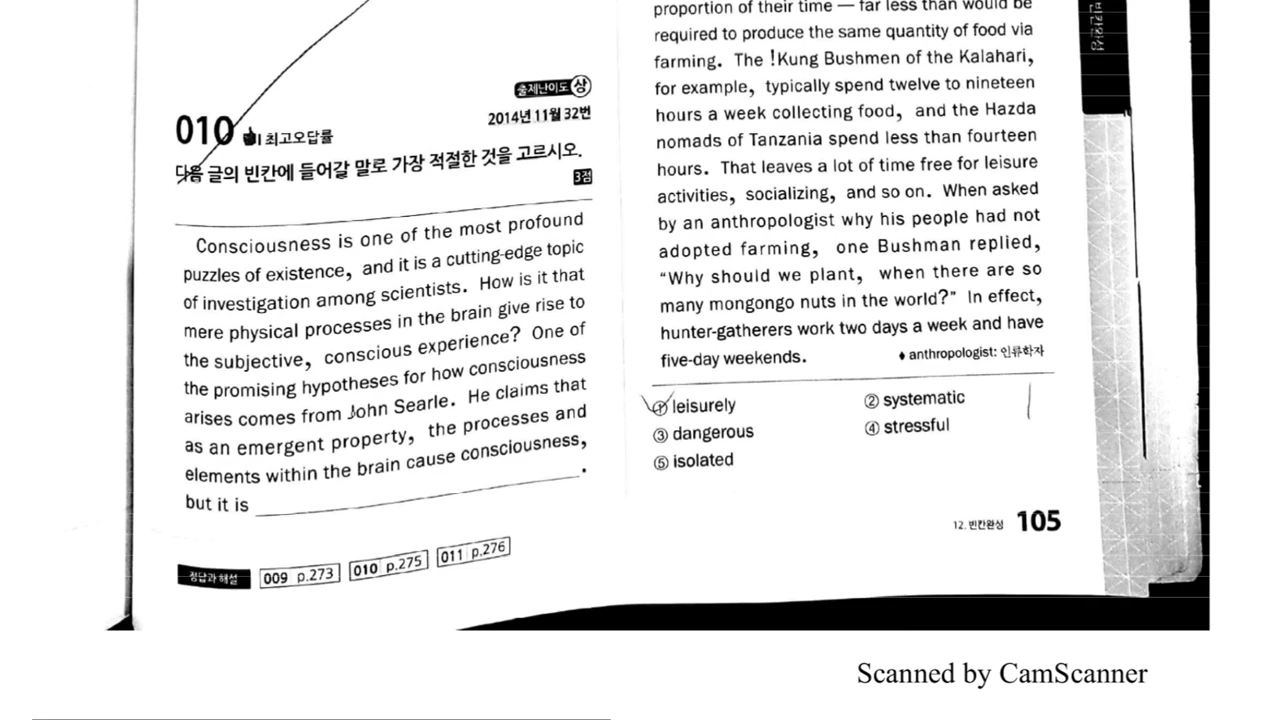 출제난이도 상
2014년 11월 32번
010 최고오답률
다음 글의 빈칸에 들어갈 말로 가장 적절한 것을 고르시오.
3점
Consciousness is one of the most profound
puzzles of existence, and it is a cutting-edge topic
of investigation among scientists. How is it that
mere physical processes in the brain give rise to
the subjective, conscious experience? One of
the promising hypotheses for how consciousness
arises comes from John Searle. He claims that
as an emergent property, the processes and
elements within the brain cause consciousness,
but it is ______.
정답과 해설 009 p.273 010 p.275 011 p.276
proportion of their time — far less than would be
required to produce the same quantity of food via
farming. The !Kung Bushmen of the Kalahari,
for example, typically spend twelve to nineteen
hours a week collecting food, and the Hazda
nomads of Tanzania spend less than fourteen
hours. That leaves a lot of time free for leisure
activities, socializing, and so on. When asked
by an anthropologist why his people had not
adopted farming, one Bushman replied,
“Why should we plant, when there are so
many mongongo nuts in the world?” In effect,
hunter-gatherers work two days a week and have
five-day weekends.
♦ anthropologist: 인류학자
① leisurely ② systematic
③ dangerous ④ stressful
⑤ isolated
12. 빈칸완성 105
Scanned by CamScanner